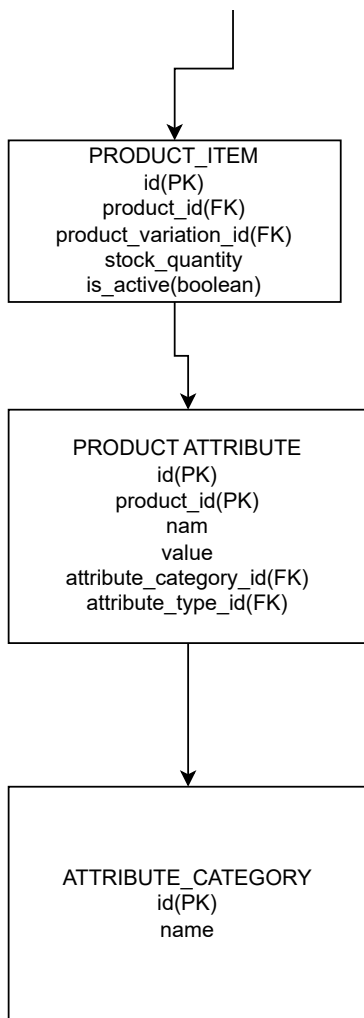 PRODUCT_ITEM
id(PK)
product_id(FK)
product_variation_id(FK)
stock_quantity
is_active(boolean)
PRODUCT ATTRIBUTE
id(PK)
product_id(PK)
nam
value
attribute_category_id(FK)
attribute_type_id(FK)
ATTRIBUTE_CATEGORY
id(PK)
name